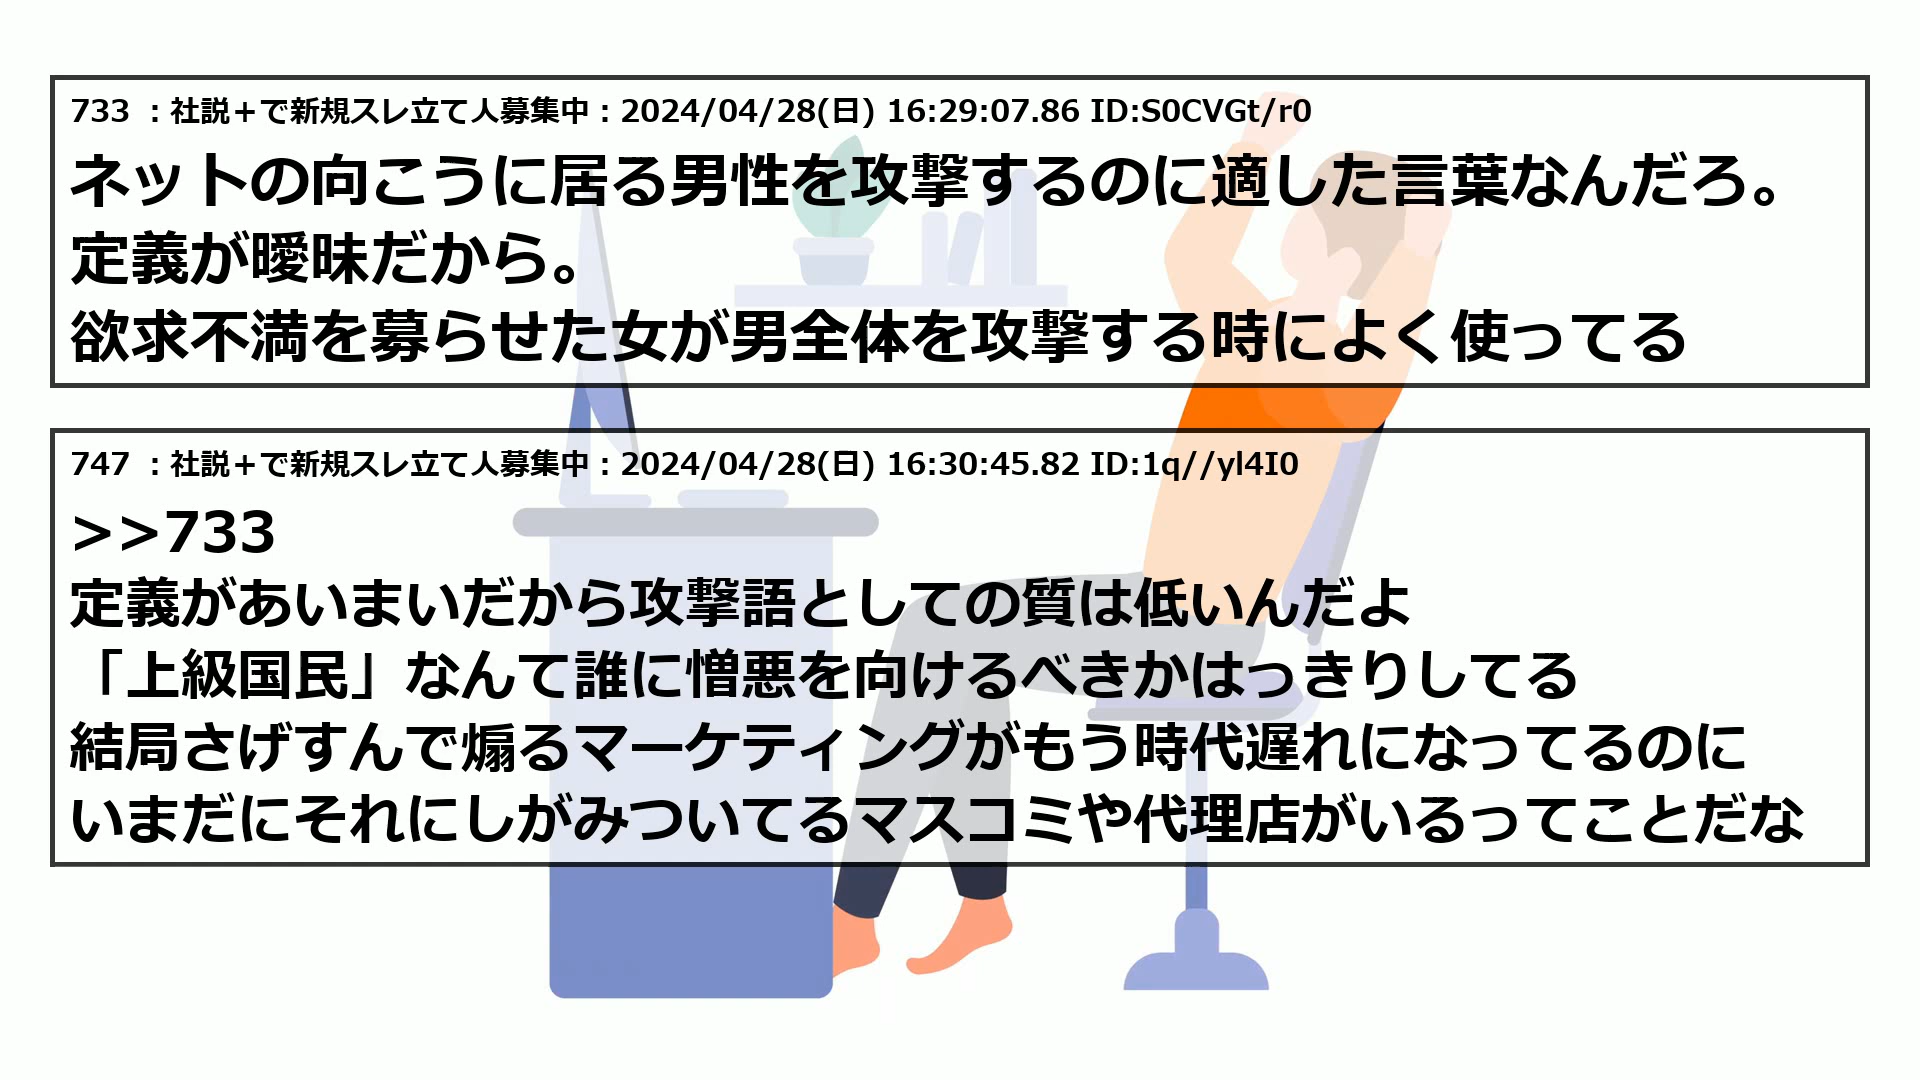 733 ：社説＋で新規スレ立て人募集中：2024/04/28(日) 16:29:07.86 ID:S0CVGt/r0
ネットの向こうに居る男性を攻撃するのに適した言葉なんだろ。
定義が曖昧だから。
欲求不満を募らせた女が男全体を攻撃する時によく使ってる
747 ：社説＋で新規スレ立て人募集中：2024/04/28(日) 16:30:45.82 ID:1q//yl4I0
>>733
定義があいまいだから攻撃語としての質は低いんだよ
「上級国民」なんて誰に憎悪を向けるべきかはっきりしてる
結局さげすんで煽るマーケティングがもう時代遅れになってるのに
いまだにそれにしがみついてるマスコミや代理店がいるってことだな